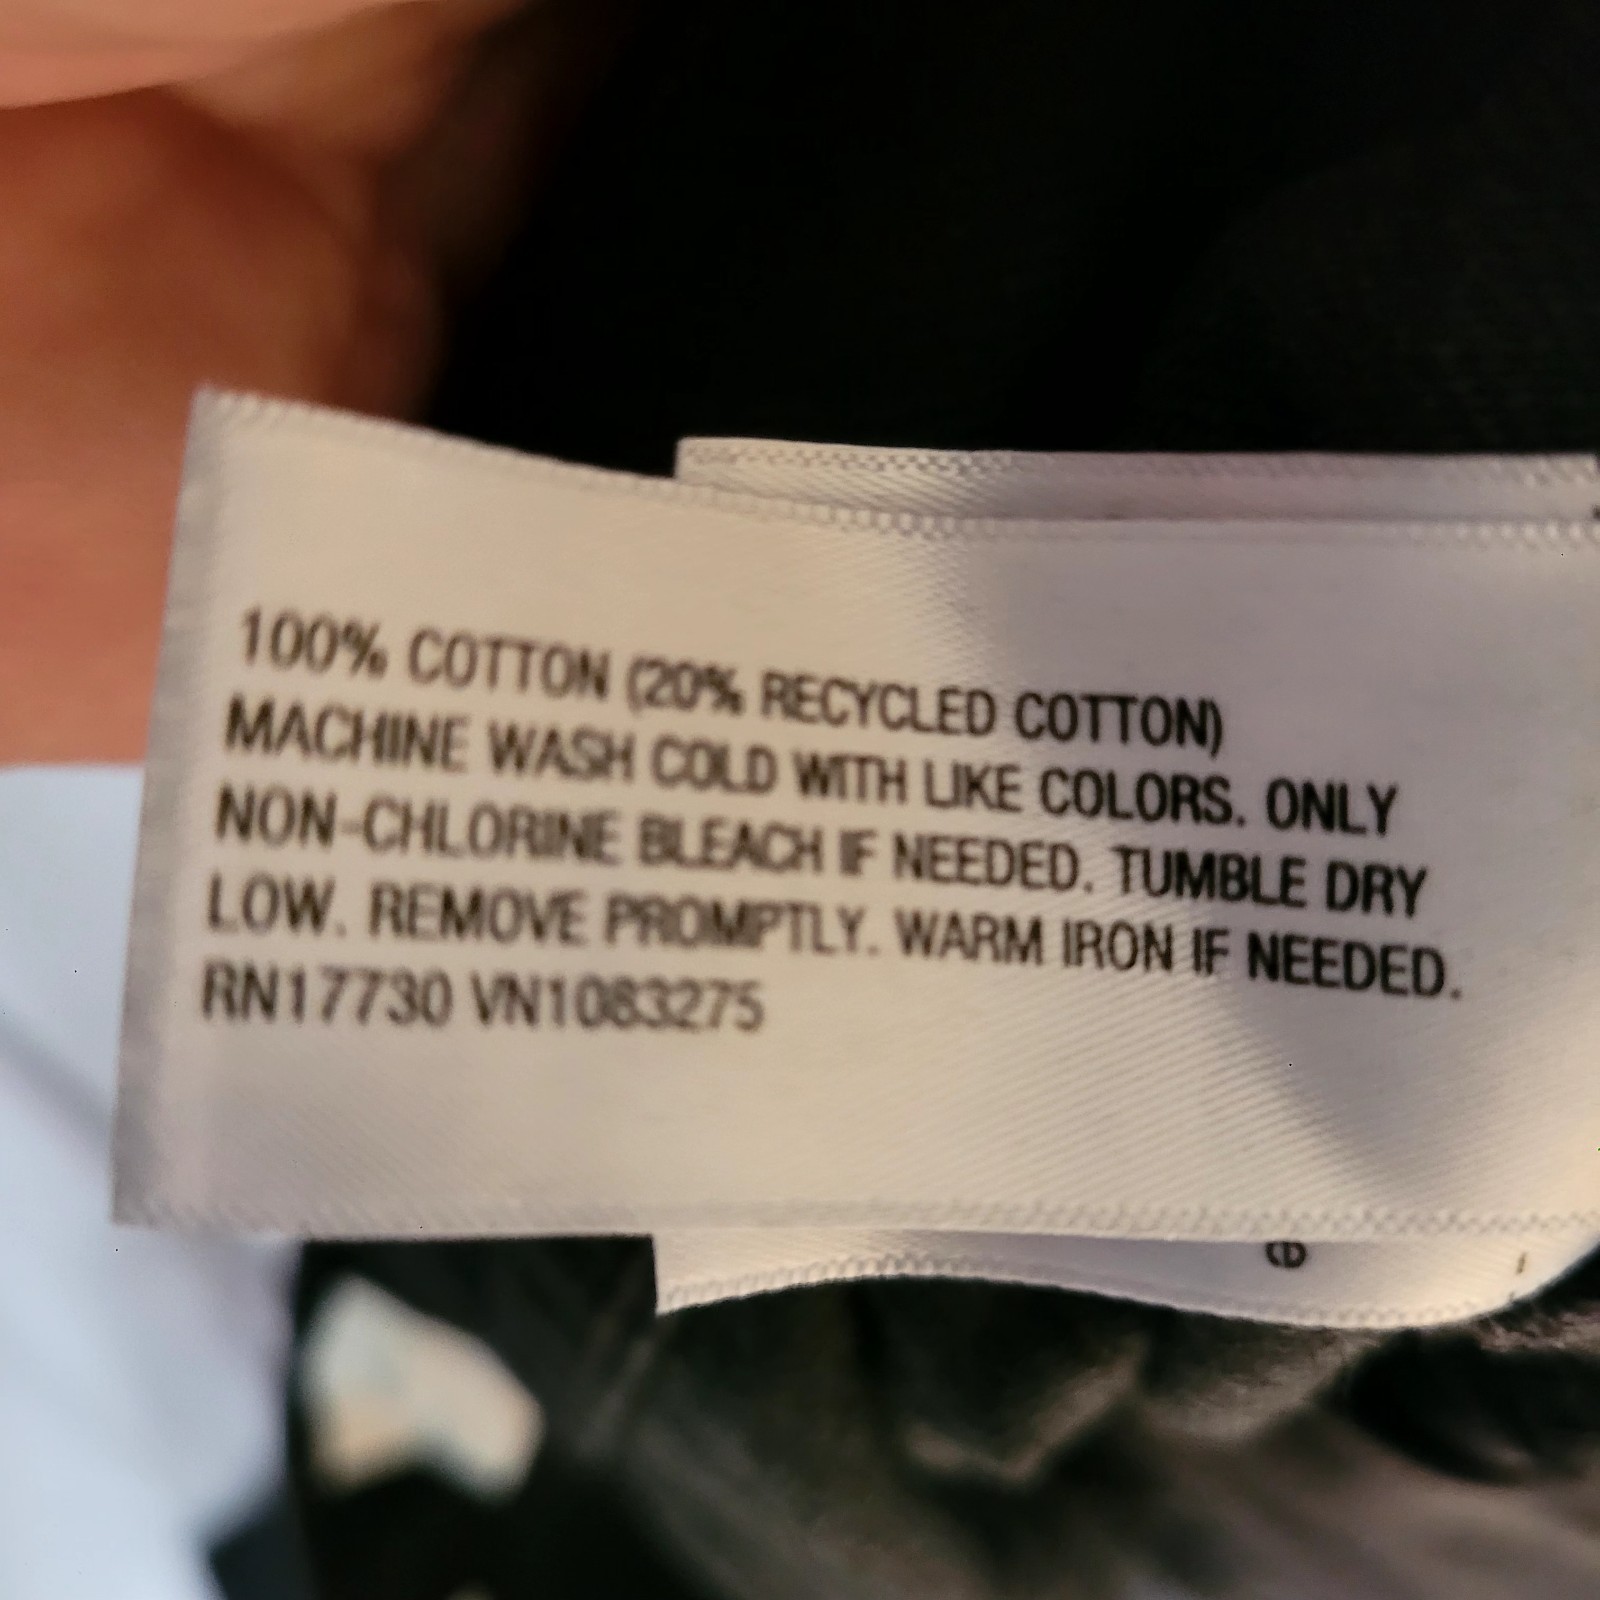 100% COTTON (20% RECYCLED COTTON)
MACHINE WASH COLD WITH LIKE COLORS. ONLY
NON-CHLORINE BLEACH IF NEEDED. TUMBLE DRY
LOW. REMOVE PROMPTLY. WARM IRON IF NEEDED.
RN17730 VN1083275